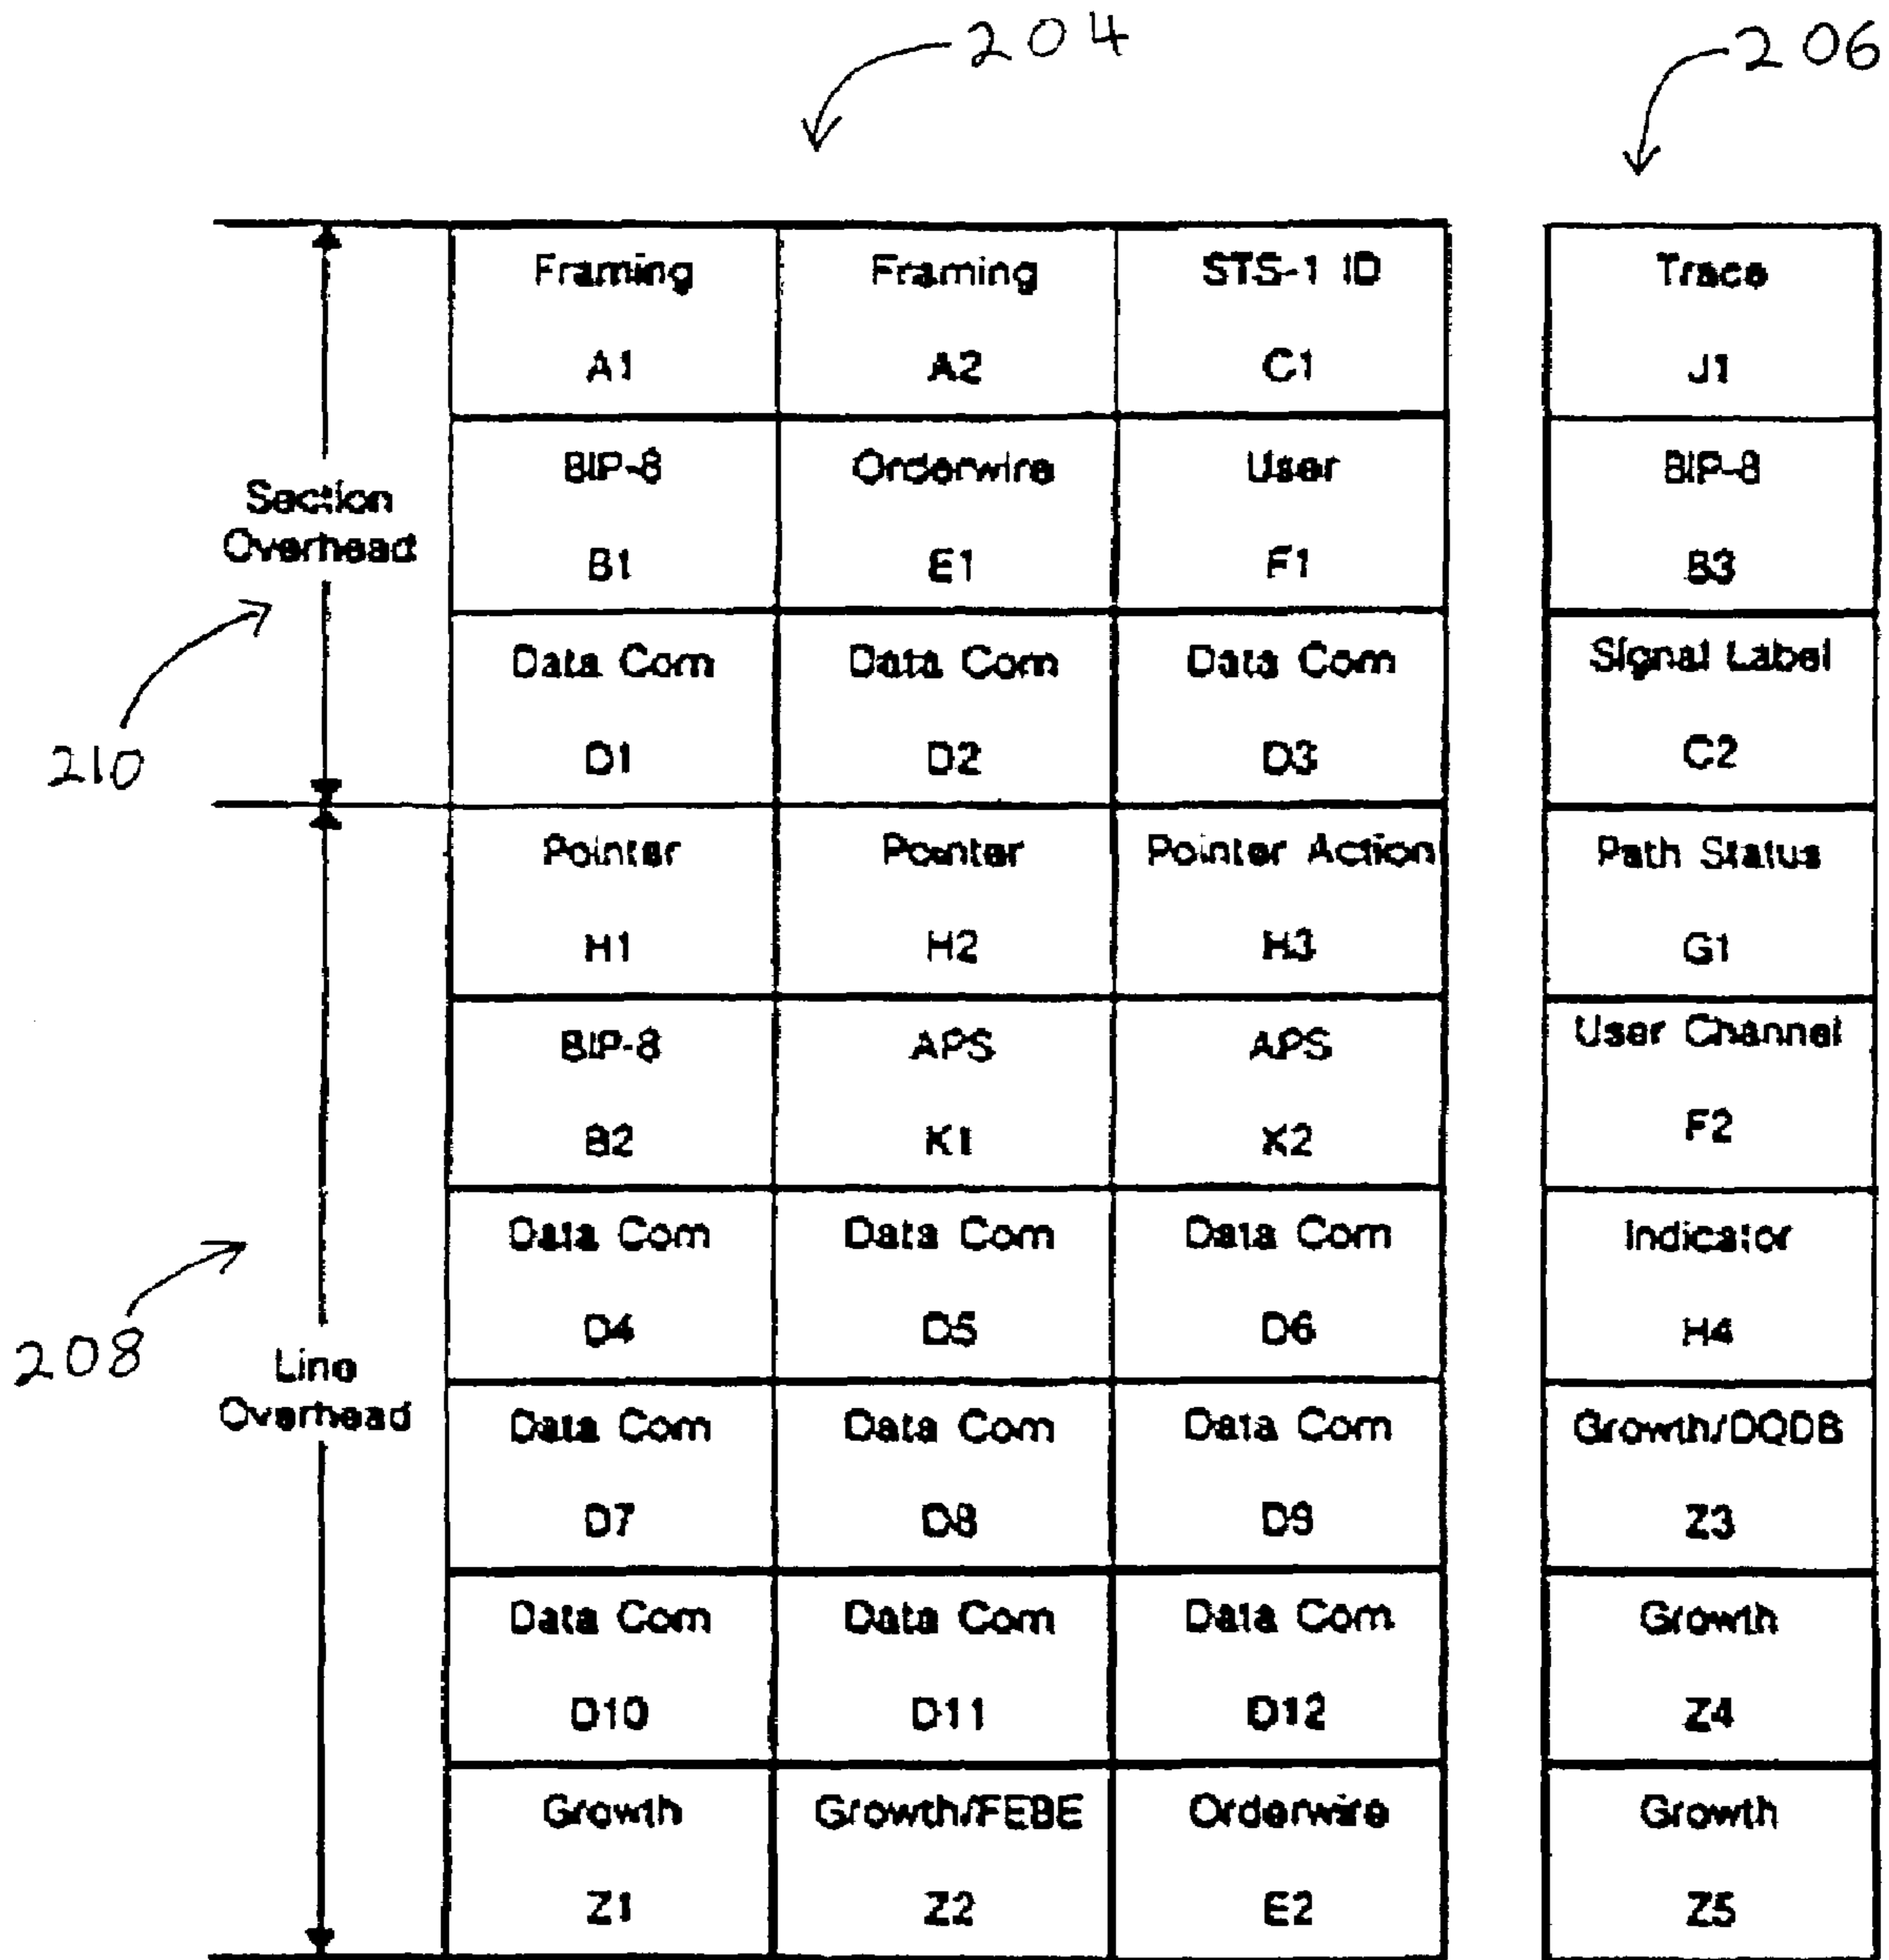 204
206
Framing Framing STS-1 ID Trace
A1 A2 C1 J1
BIP-8 Orderwire User BIP-8
Section
Overhead
B1 E1 F1 B3
210
Data Com Data Com Data Com Signal Label
D1 D2 D3 C2
Pointer Pointer Pointer Action Path Status
H1 H2 H3 G1
BIP-8 APS APS User Channel
B2 K1 K2 F2
208
Line
Overhead
Data Com Data Com Data Com Indicator
D4 D5 D6 H4
Data Com Data Com Data Com Growth/DQDB
D7 D8 D9 Z3
Data Com Data Com Data Com Growth
D10 D11 D12 Z4
Growth Growth/FEBE Orderwire Growth
Z1 Z2 E2 Z5